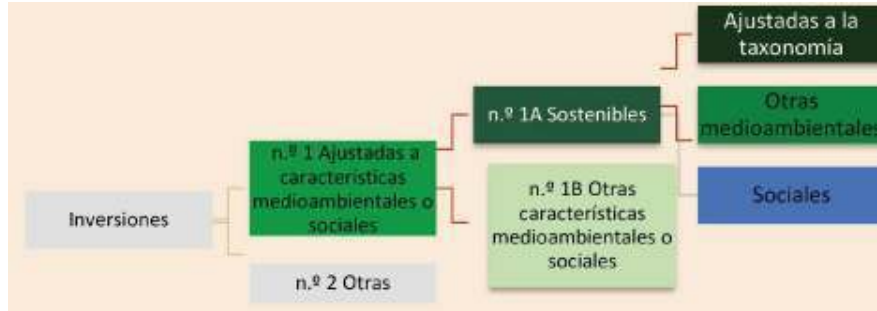 Ajustadas a la
taxonomía
n.º 1A Sostenibles
Otras
medioambientales
n.º 1 Ajustadas a
características
medioambientales o
sociales
n.º 1B Otras
características
medioambientales o
sociales
Sociales
Inversiones
n.º 2 Otras